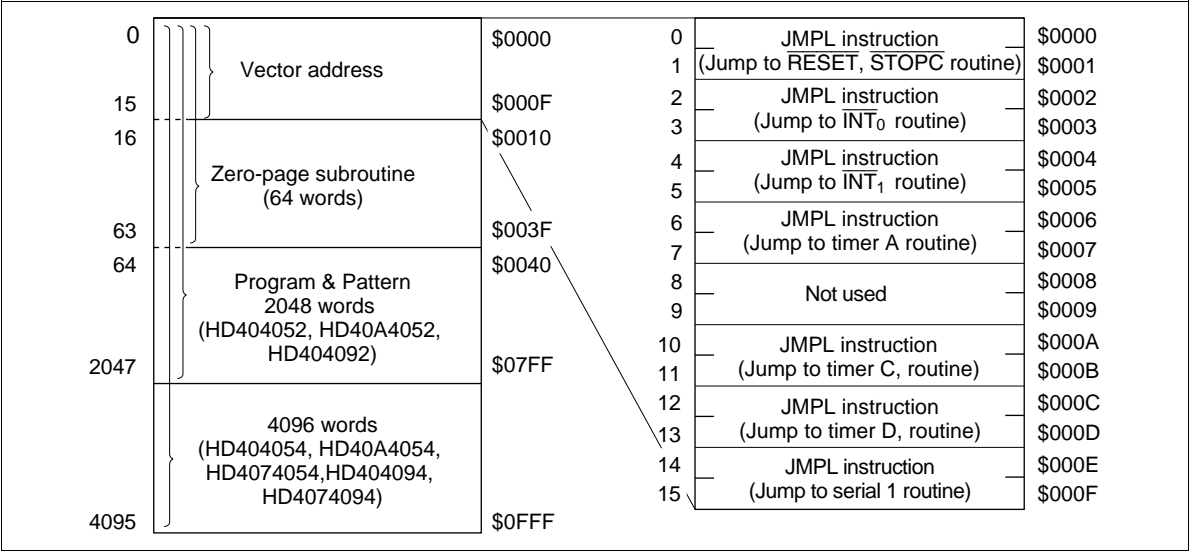 0
$0000
Vector address
15
$000F
16
$0010
Zero-page subroutine
(64 words)
63
$003F
64
$0040
Program & Pattern
2048 words
(HD404052, HD40A4052,
HD404092)
2047
$07FF
4096 words
(HD404054, HD40A4054,
HD4074054,HD404094,
HD4074094)
4095
$0FFF
0
JMPL instruction
$0000
1
(Jump to RESET, STOPC routine)
$0001
2
JMPL instruction
$0002
3
(Jump to INT0 routine)
$0003
4
JMPL instruction
$0004
5
(Jump to INT1 routine)
$0005
6
JMPL instruction
$0006
7
(Jump to timer A routine)
$0007
8
$0008
Not used
9
$0009
10
JMPL instruction
$000A
11
(Jump to timer C, routine)
$000B
12
JMPL instruction
$000C
13
(Jump to timer D, routine)
$000D
14
JMPL instruction
$000E
15
(Jump to serial 1 routine)
$000F